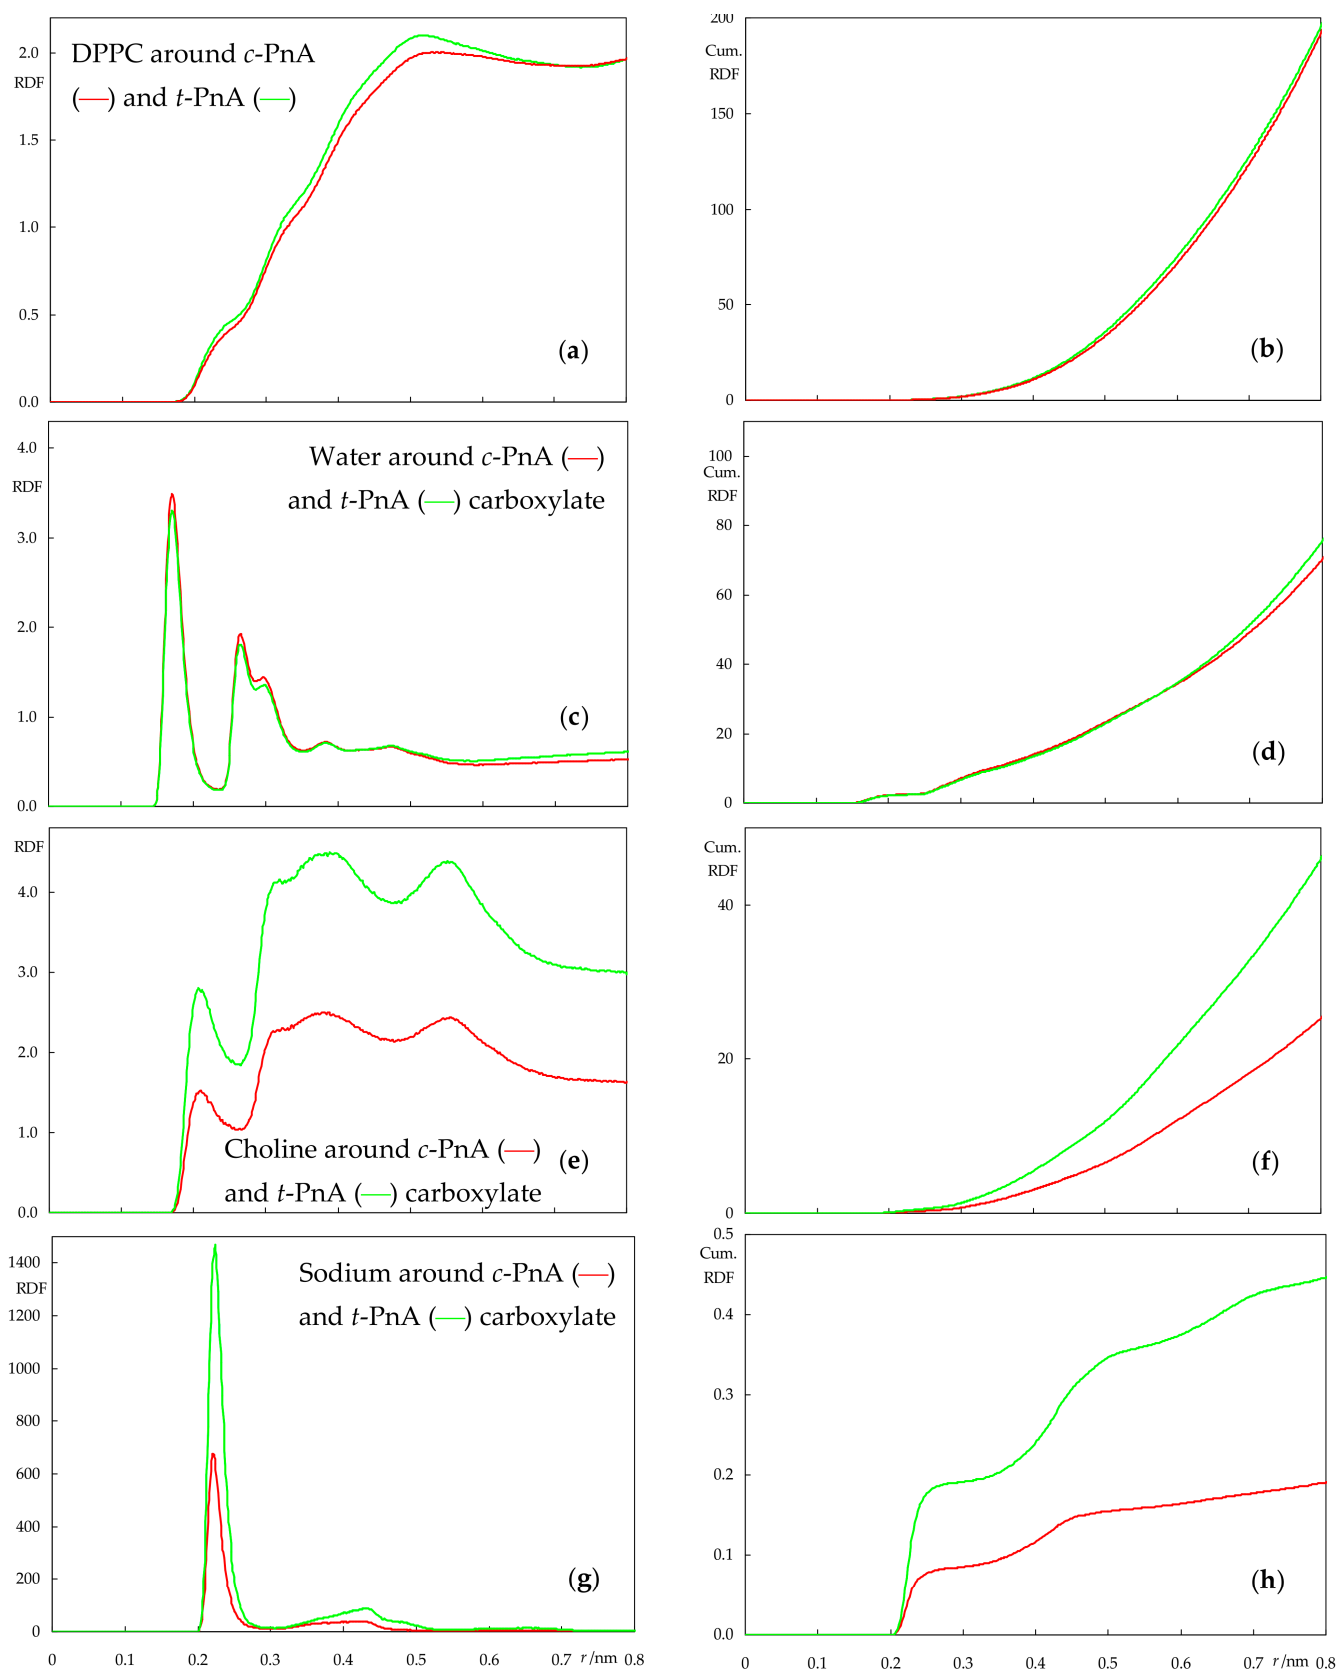 DPPC around c-PnA
(—) and t-PnA (—)
RDF
2.0
1.5
1.0
0.5
0.0
(a)
200
Cum.
RDF
150
100
50
0
(b)
Water around c-PnA (—)
and t-PnA (—) carboxylate
4.0
RDF
3.0
2.0
1.0
0.0
(c)
100
Cum.
RDF
80
60
40
20
0
(d)
RDF
4.0
3.0
2.0
1.0
0.0
Choline around c-PnA (—)
and t-PnA (—) carboxylate
(e)
Cum.
RDF
40
20
0
(f)
1400
RDF
1200
1000
800
600
400
200
0
Sodium around c-PnA (—)
and t-PnA (—) carboxylate
(g)
0 0.1 0.2 0.3 0.4 0.5 0.6 0.7 r/nm 0.8
0.5
Cum.
RDF
0.4
0.3
0.2
0.1
0.0
(h)
0 0.1 0.2 0.3 0.4 0.5 0.6 0.7 r/nm 0.8